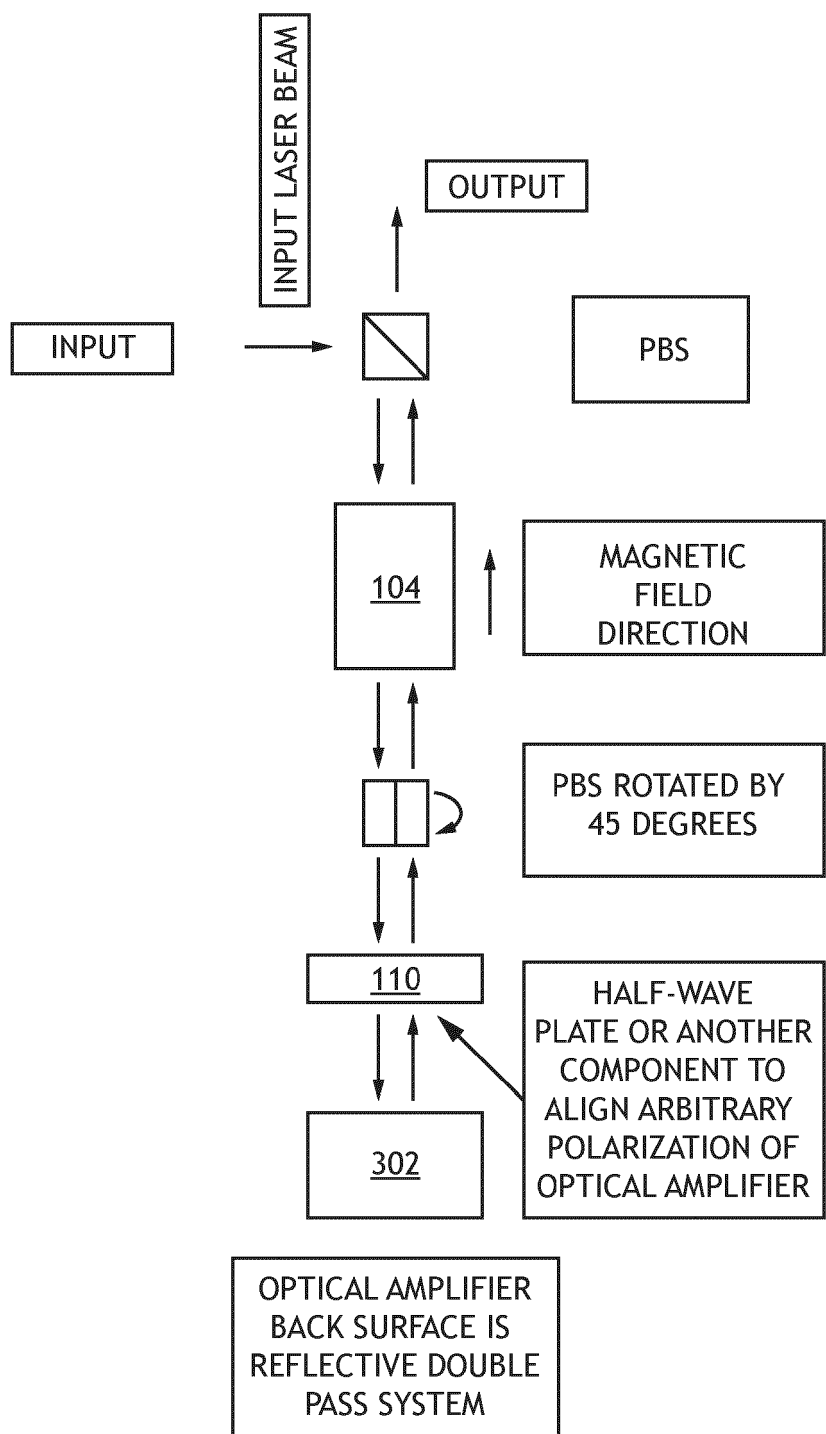 INPUT LASER BEAM
OUTPUT
INPUT
PBS
104
MAGNETIC
FIELD
DIRECTION
PBS ROTATED BY
45 DEGREES
110
HALF-WAVE
PLATE OR ANOTHER
COMPONENT TO
ALIGN ARBITRARY
POLARIZATION OF
OPTICAL AMPLIFIER
302
OPTICAL AMPLIFIER
BACK SURFACE IS
REFLECTIVE DOUBLE
PASS SYSTEM